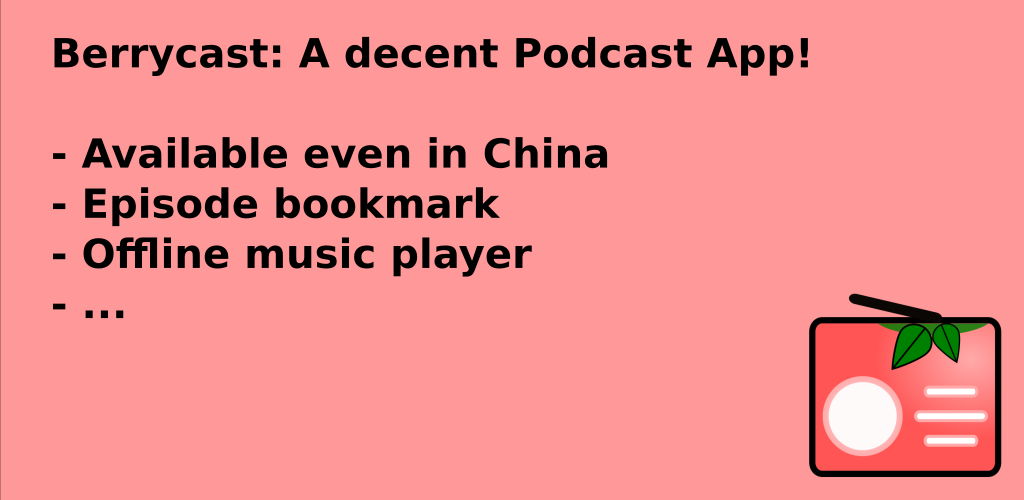 Berrycast: A decent Podcast App!
- Available even in China
- Episode bookmark
- Offline music player
- ...